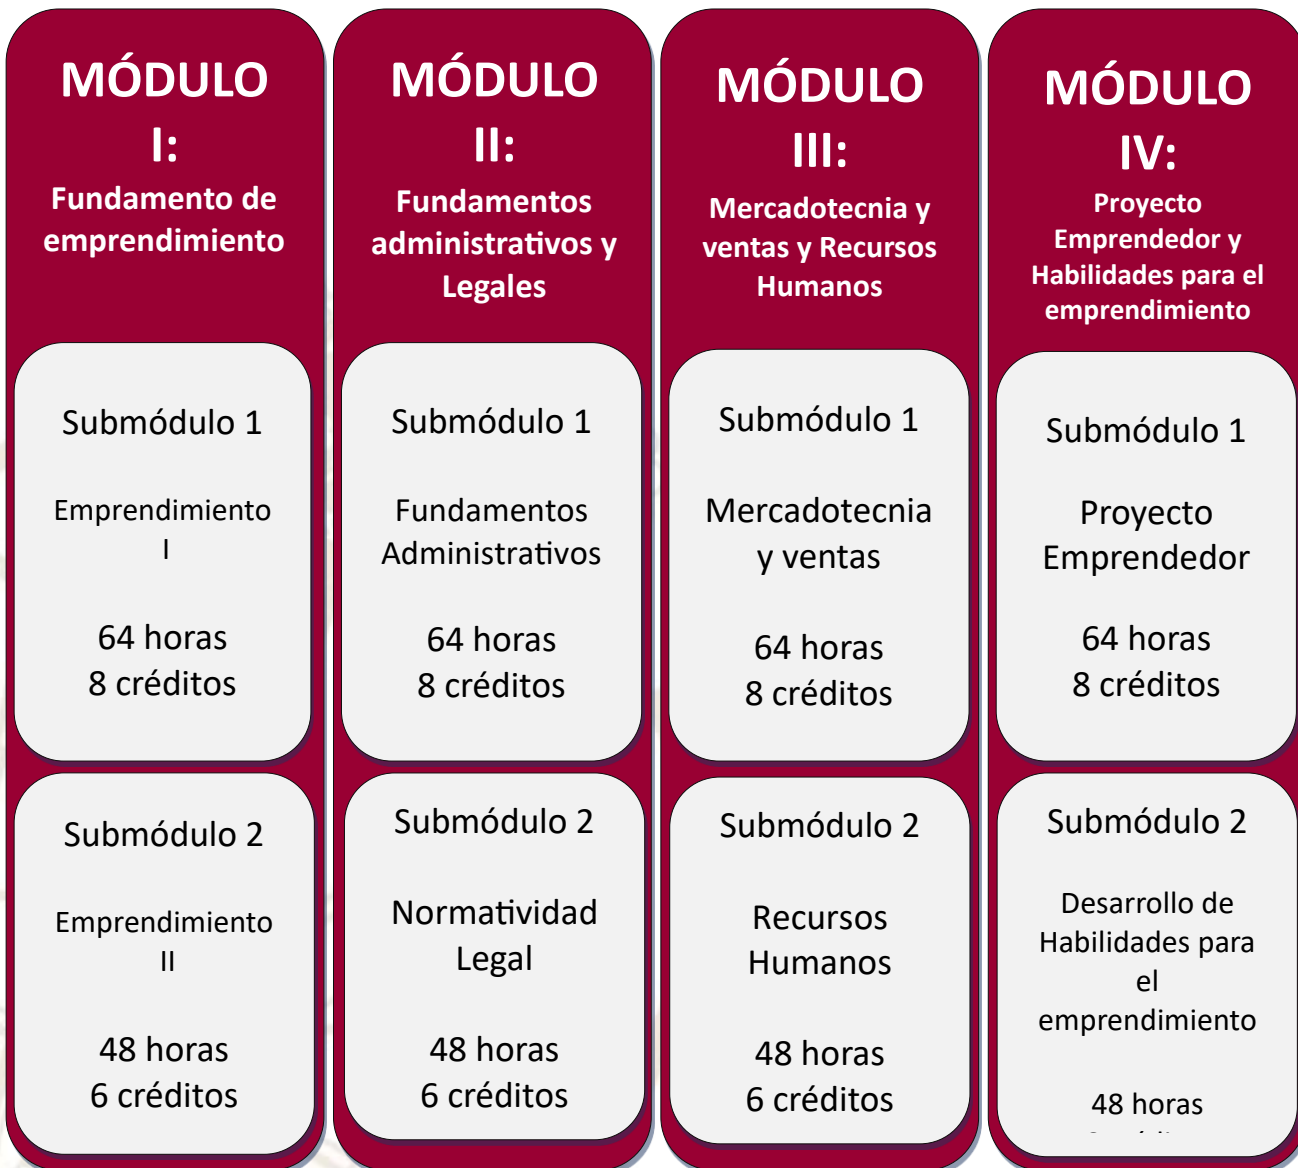 MÓDULO
I:
Fundamento de
emprendimiento
Submódulo 1
Emprendimiento
I
64 horas
8 créditos
Submódulo 2
Emprendimiento
II
48 horas
6 créditos
MÓDULO
II:
Fundamentos
administrativos y
Legales
Submódulo 1
Fundamentos
Administrativos
64 horas
8 créditos
Submódulo 2
Normatividad
Legal
48 horas
6 créditos
MÓDULO
III:
Mercadotecnia y
ventas y Recursos
Humanos
Submódulo 1
Mercadotecnia
y ventas
64 horas
8 créditos
Submódulo 2
Recursos
Humanos
48 horas
6 créditos
MÓDULO
IV:
Proyecto
Emprendedor y
Habilidades para el
emprendimiento
Submódulo 1
Proyecto
Emprendedor
64 horas
8 créditos
Submódulo 2
Desarrollo de
Habilidades para
el
emprendimiento
48 horas